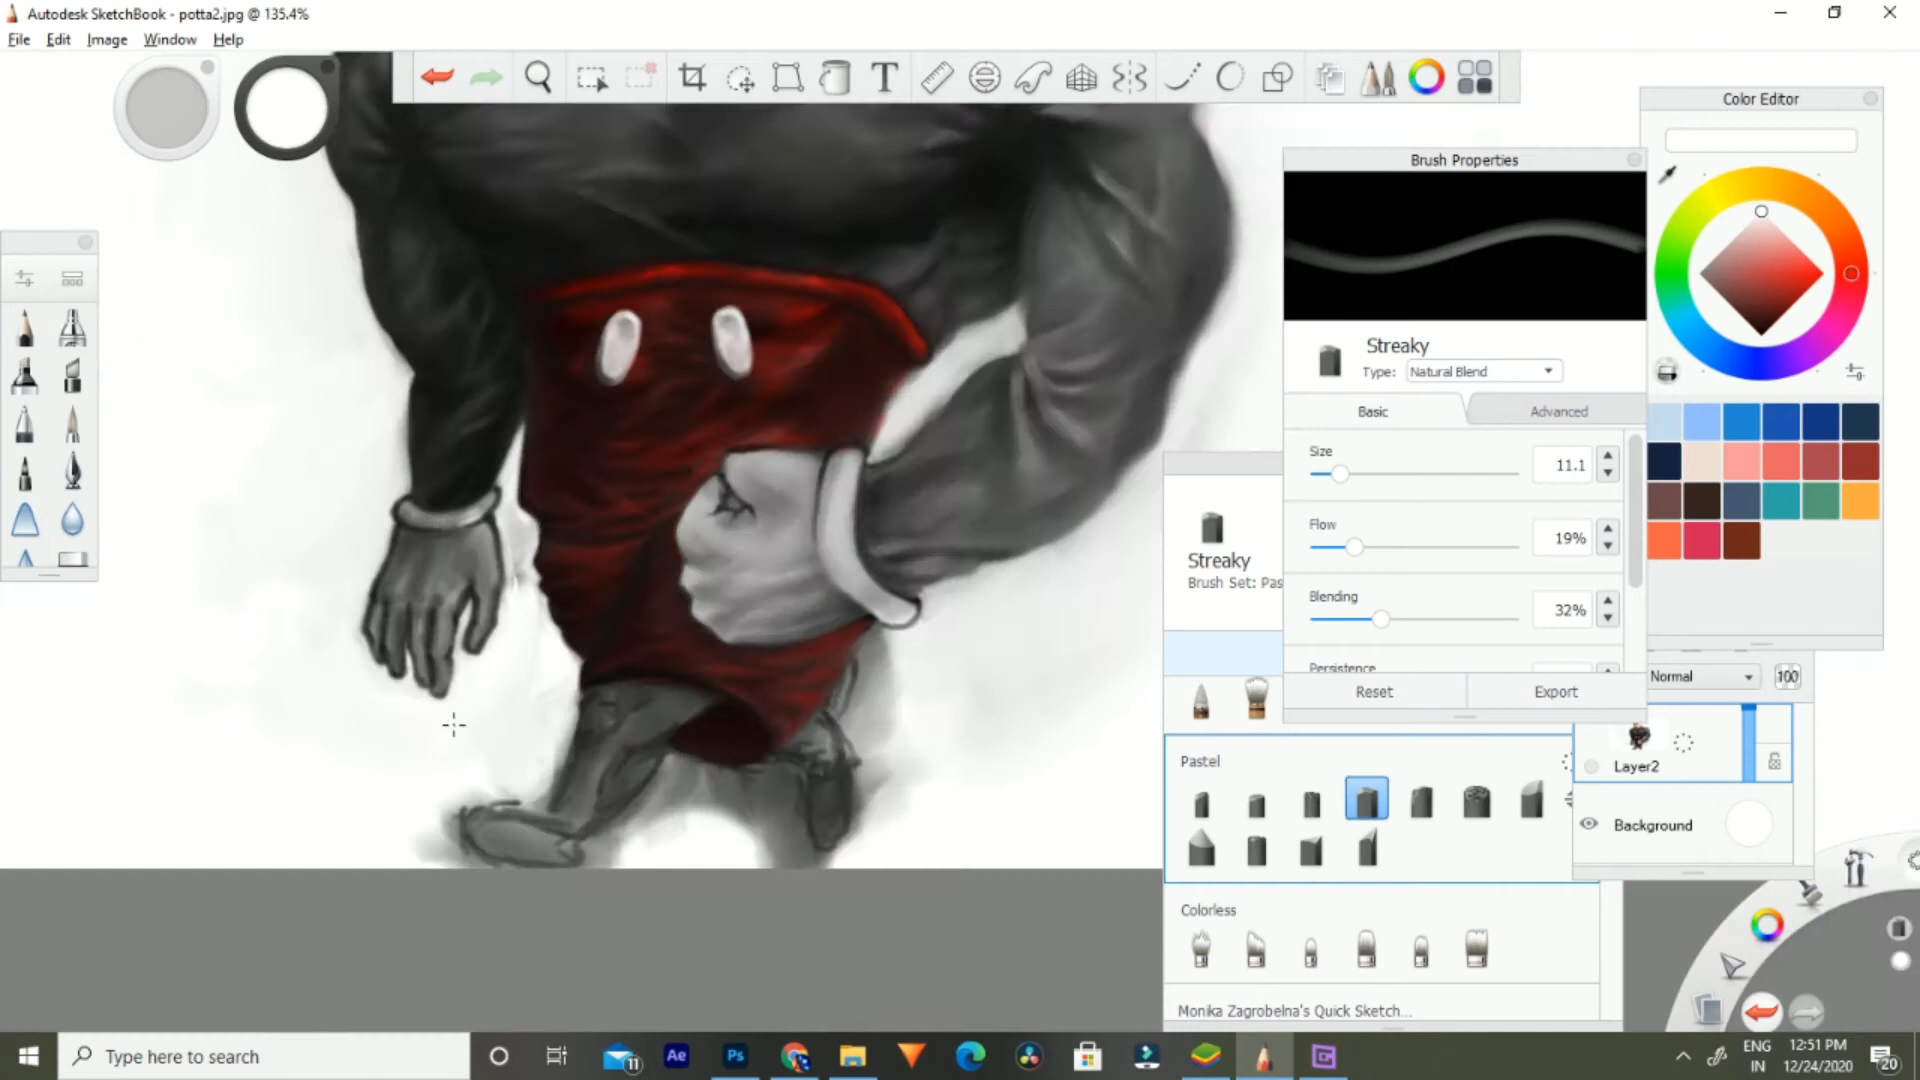 Autodesk SketchBook - potta2.jpg @ 135.4%
File Edit Image Window Help
T
Color Editor
Brush Properties
Streaky
Type: Natural Blend
Basic Advanced
Size
11.1
Flow
19%
Blending
32%
Persistence
Reset Export
Streaky
Brush Set: Pas
Normal 100
Layer2
Background
Pastel
Colorless
Monika Zagrobelna's Quick Sketch...
Type here to search
11
Ae
Ps
ENG
IN
12:51 PM
12/24/2020
20